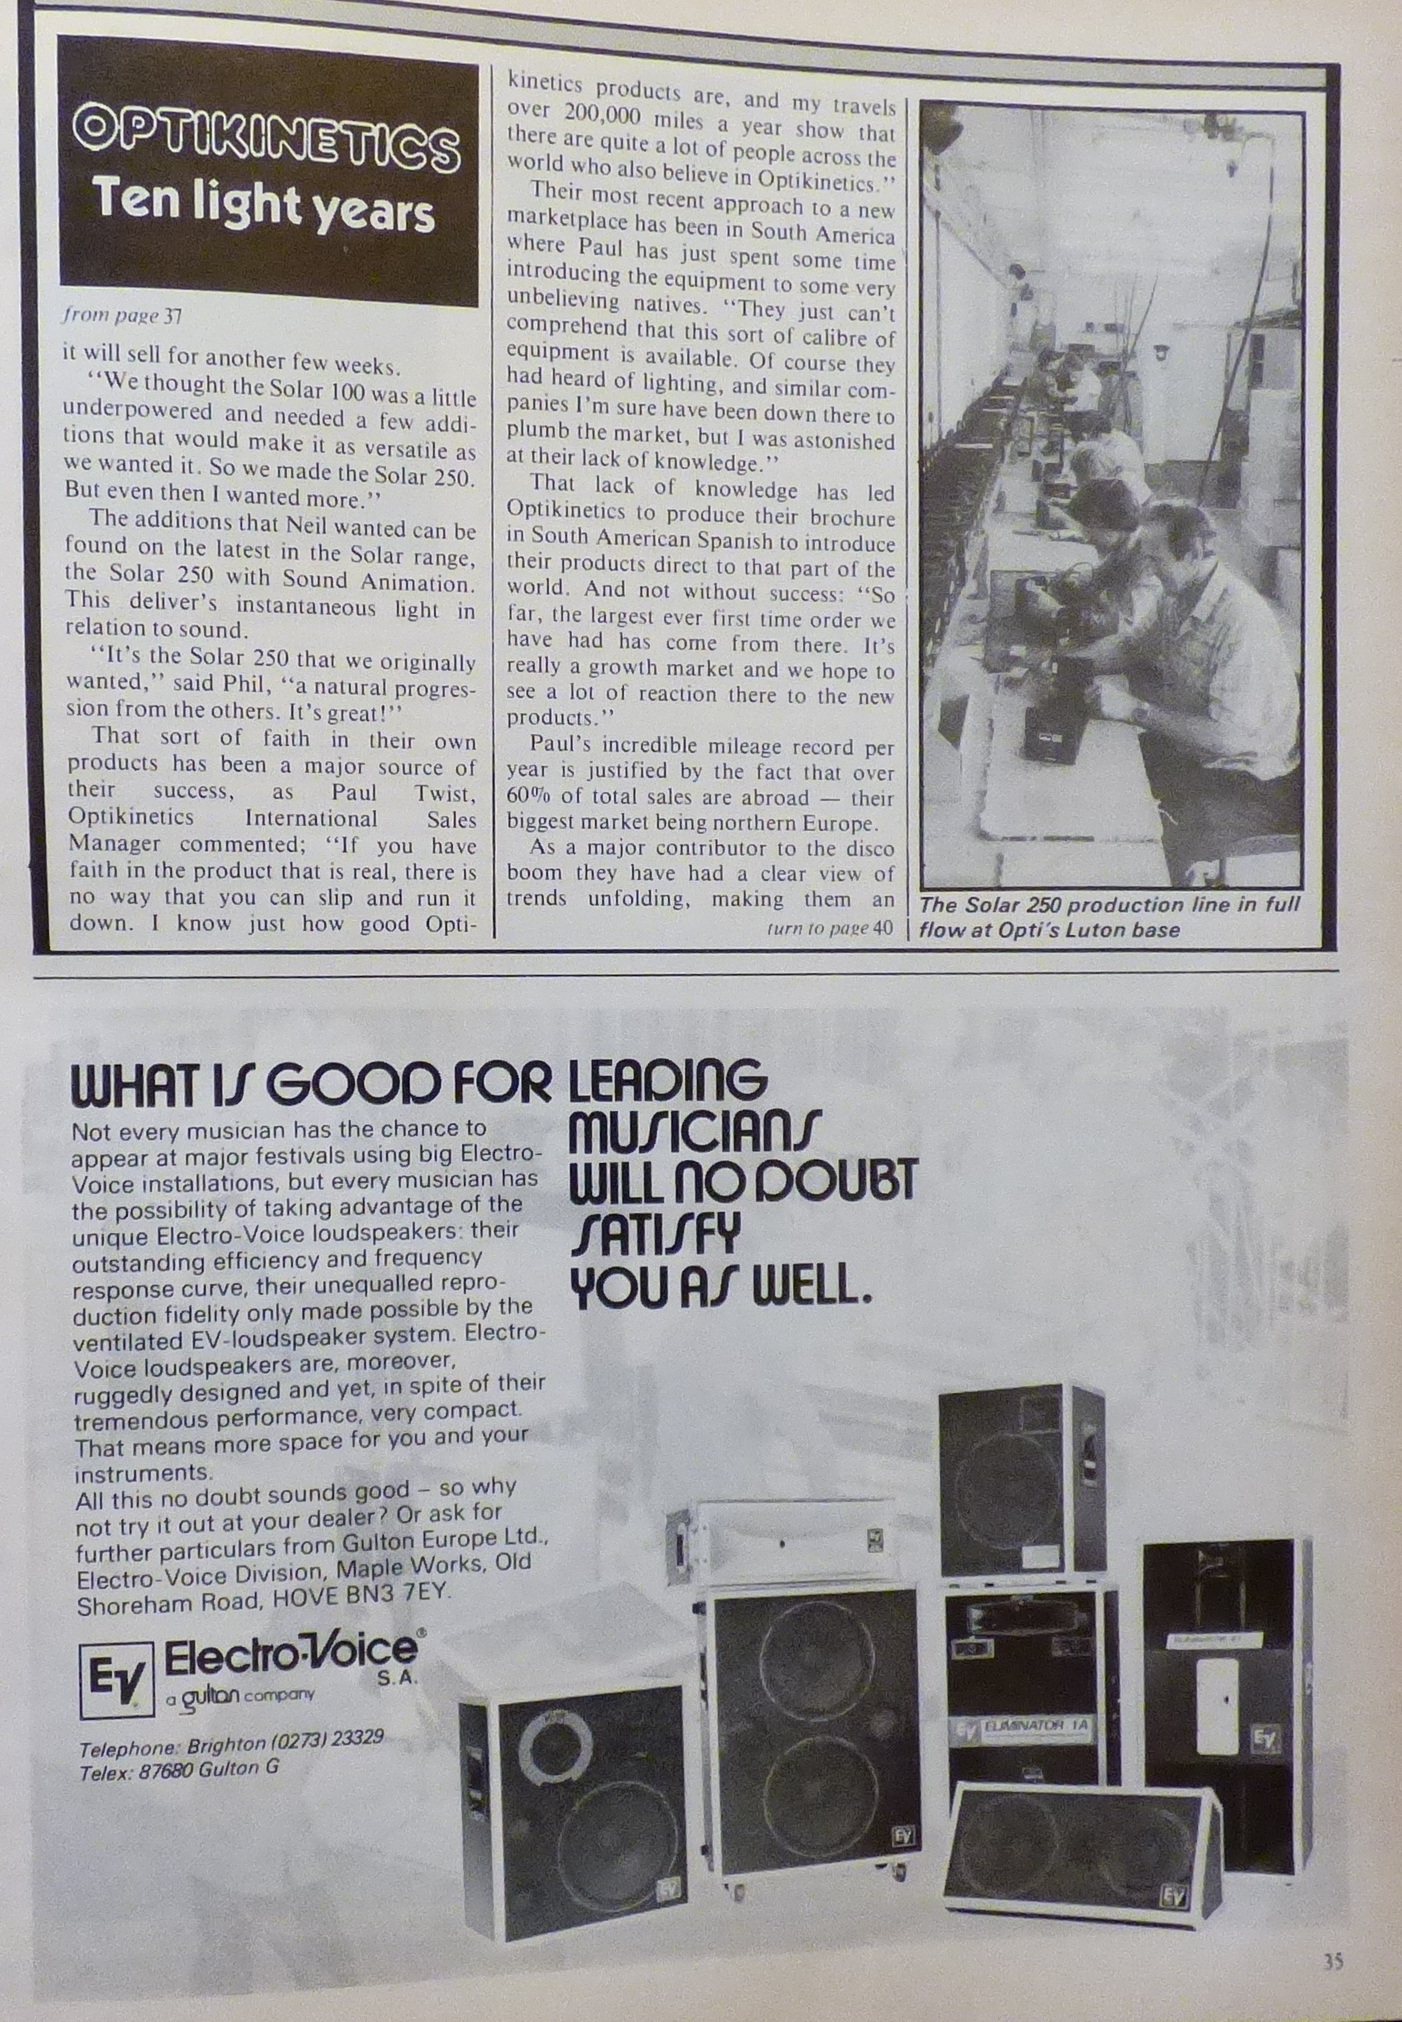 OPTIKINETICS
Ten light years
from page 37
it will sell for another few weeks.
“We thought the Solar 100 was a little
underpowered and needed a few addi-
tions that would make it as versatile as
we wanted it. So we made the Solar 250.
But even then I wanted more.”
The additions that Neil wanted can be
found on the latest in the Solar range,
the Solar 250 with Sound Animation.
This deliver's instantaneous light in
relation to sound.
“It's the Solar 250 that we originally
wanted,” said Phil, “a natural progres-
sion from the others. It's great!”
That sort of faith in their own
products has been a major source of
their success, as Paul Twist,
Optikinetics International Sales
Manager commented; “If you have
faith in the product that is real, there is
no way that you can slip and run it
down. I know just how good Opti-
kinetics products are, and my travels
over 200,000 miles a year show that
there are quite a lot of people across the
world who also believe in Optikinetics.”
Their most recent approach to a new
marketplace has been in South America
where Paul has just spent some time
introducing the equipment to some very
unbelieving natives. “They just can't
comprehend that this sort of calibre of
equipment is available. Of course they
had heard of lighting, and similar com-
panies I'm sure have been down there to
plumb the market, but I was astonished
at their lack of knowledge.”
That lack of knowledge has led
Optikinetics to produce their brochure
in South American Spanish to introduce
their products direct to that part of the
world. And not without success: “So
far, the largest ever first time order we
have had has come from there. It's
really a growth market and we hope to
see a lot of reaction there to the new
products.”
Paul's incredible mileage record per
year is justified by the fact that over
60% of total sales are abroad — their
biggest market being northern Europe.
As a major contributor to the disco
boom they have had a clear view of
trends unfolding, making them an
turn to page 40
The Solar 250 production line in full
flow at Opti's Luton base
WHAT IS GOOD FOR LEADING
MUSICIANS
WILL NO DOUBT
SATISFY
YOU AS WELL.
Not every musician has the chance to
appear at major festivals using big Electro-
Voice installations, but every musician has
the possibility of taking advantage of the
unique Electro-Voice loudspeakers: their
outstanding efficiency and frequency
response curve, their unequalled repro-
duction fidelity only made possible by the
ventilated EV-loudspeaker system. Electro-
Voice loudspeakers are, moreover,
ruggedly designed and yet, in spite of their
tremendous performance, very compact.
That means more space for you and your
instruments.
All this no doubt sounds good – so why
not try it out at your dealer? Or ask for
further particulars from Gulton Europe Ltd.,
Electro-Voice Division, Maple Works, Old
Shoreham Road, HOVE BN3 7EY.
EV Electro-Voice®
S.A.
a gulton company
Telephone: Brighton (0273) 23329
Telex: 87680 Gulton G
EV ELIMINATOR 1A
EV
EV
EV
EV
35